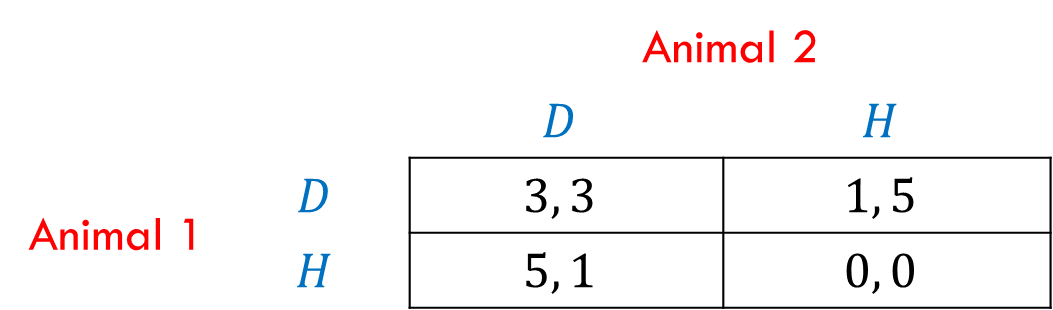 Animal 2
D H
D 3, 3 1, 5
Animal 1
H 5, 1 0, 0